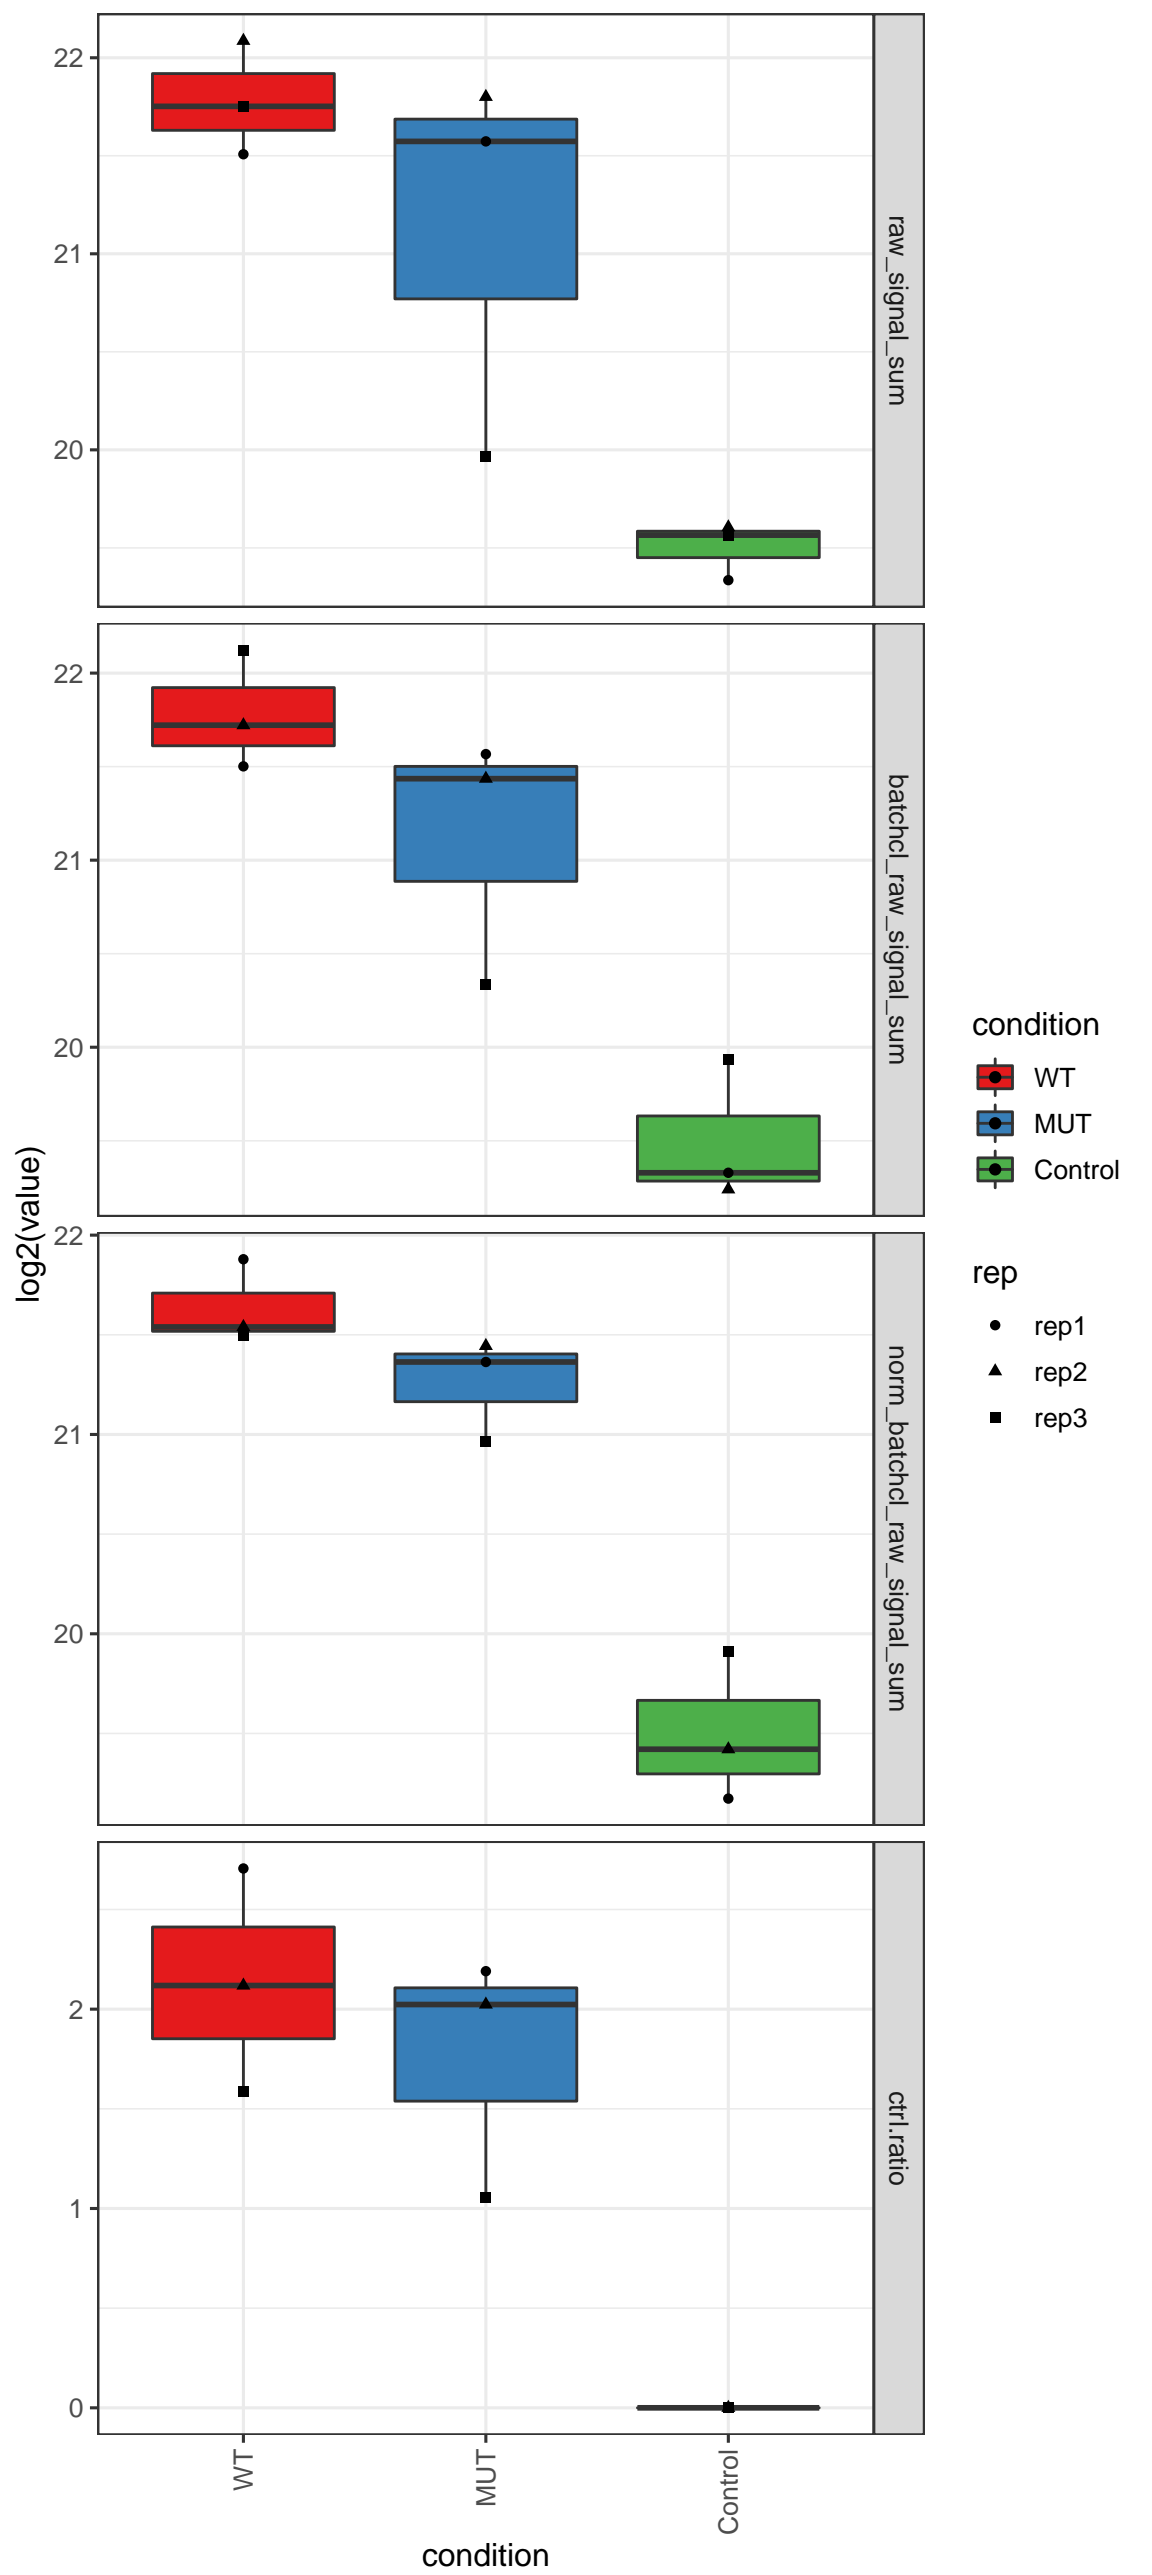 22
21
20
raw_signal_sum
22
21
20
batchcl_raw_signal_sum
22
21
20
norm_batchcl_raw_signal_sum
2
1
0
ctrl.ratio
log2(value)
WT
MUT
Control
condition
condition
WT
MUT
Control
rep
rep1
rep2
rep3